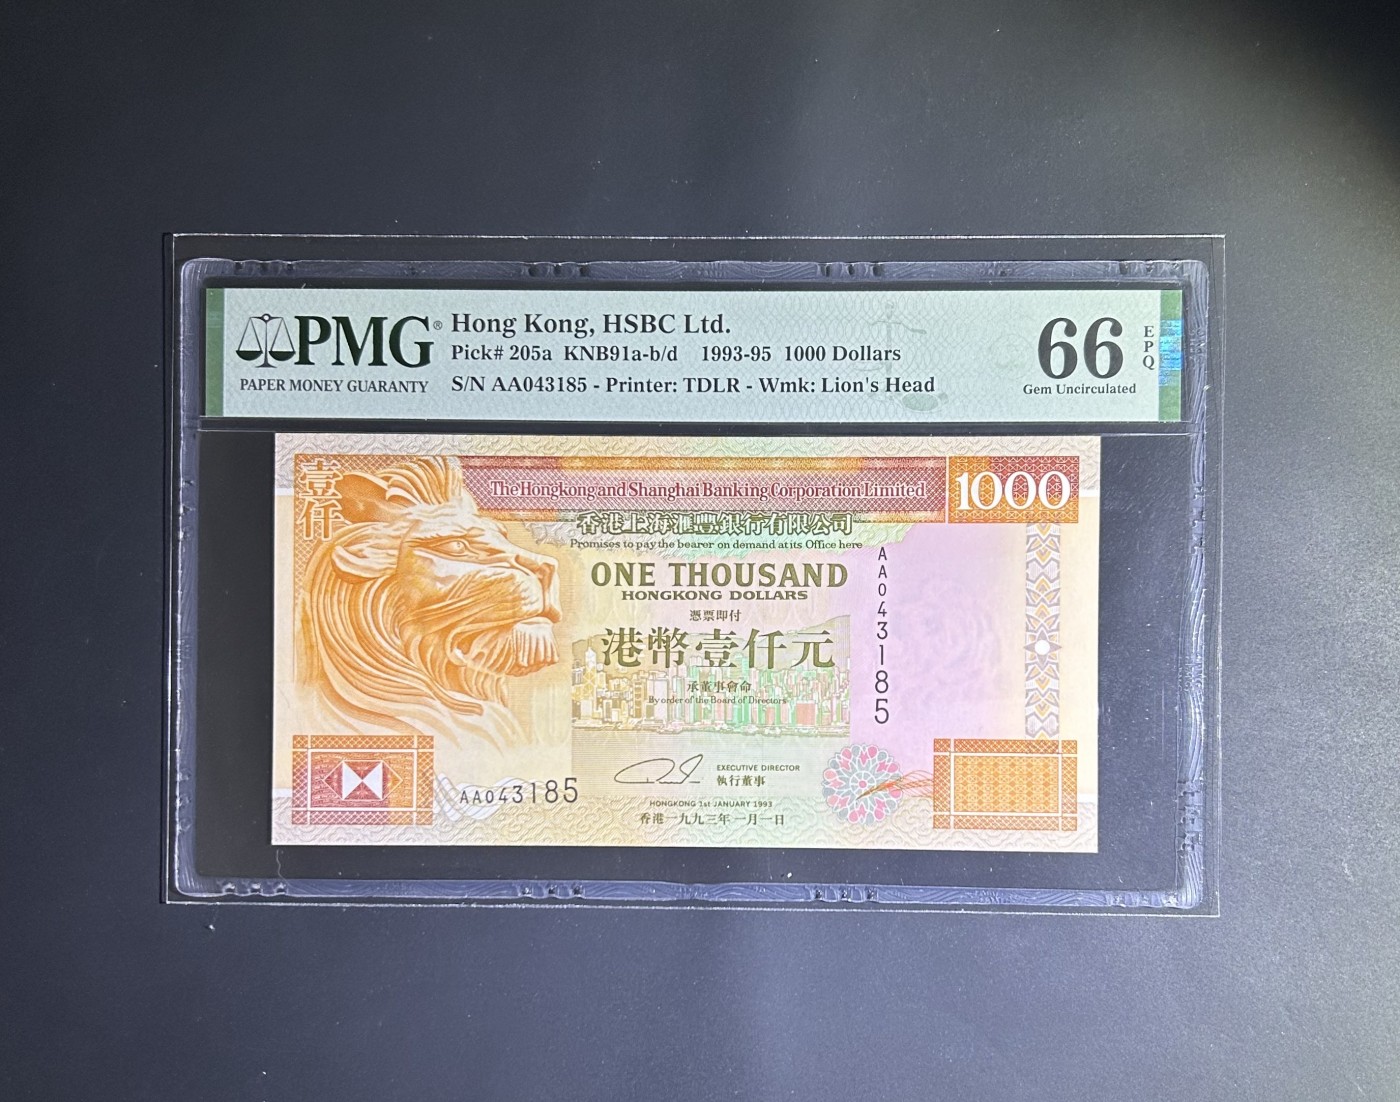 PMG®
PAPER MONEY GUARANTY
Hong Kong, HSBC Ltd.
Pick# 205a KNB91a-b/d 1993-95 1000 Dollars
S/N AA043185 - Printer: TDLR - Wmk: Lion's Head
66
Gem Uncirculated
EPQ
壹仟
The Hongkong and Shanghai Banking Corporation Limited
1000
香港上海滙豐銀行有限公司
Promises to pay the bearer on demand at its Office here
ONE THOUSAND
HONGKONG DOLLARS
憑票即付
港幣壹仟元
承董事會命
By order of the Board of Directors
AA043185
EXECUTIVE DIRECTOR
執行董事
AA043185
HONGKONG 1st JANUARY 1993
香港一九九三年一月一日